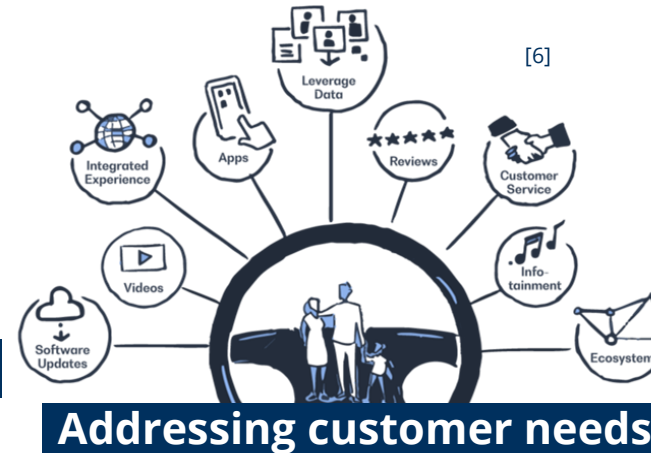 [6]
Leverage
Data
Apps
Reviews
Integrated
Experience
Customer
Service
Videos
Info-
tainment
Software
Updates
Ecosystem
Addressing customer needs